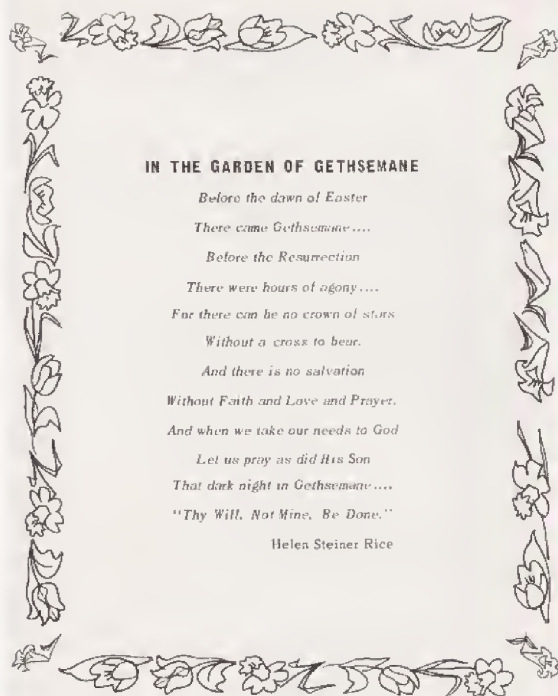 IN THE GARDEN OF GETHSEMANE
Before the dawn of Easter
There came Gethsemane....
Before the Resurrection
There were hours of agony....
For there can be no crown of stars
Without a cross to bear,
And there is no salvation
Without Faith and Love and Prayer,
And when we take our needs to God
Let us pray as did His Son
That dark night in Gethsemane....
"Thy Will, Not Mine, Be Done."
Helen Steiner Rice